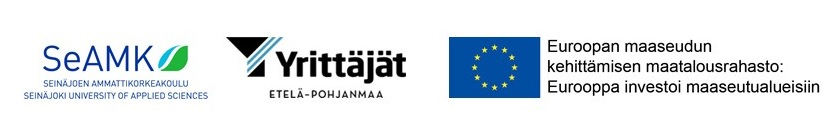 SeAMK
SEINÄJOEN AMMATTIKORKEAKOULU
SEINÄJOKI UNIVERSITY OF APPLIED SCIENCES
Yrittäjät
ETELÄ-POHJANMAA
Euroopan maaseudun
kehittämisen maatalousrahasto:
Eurooppa investoi maaseutualueisiin